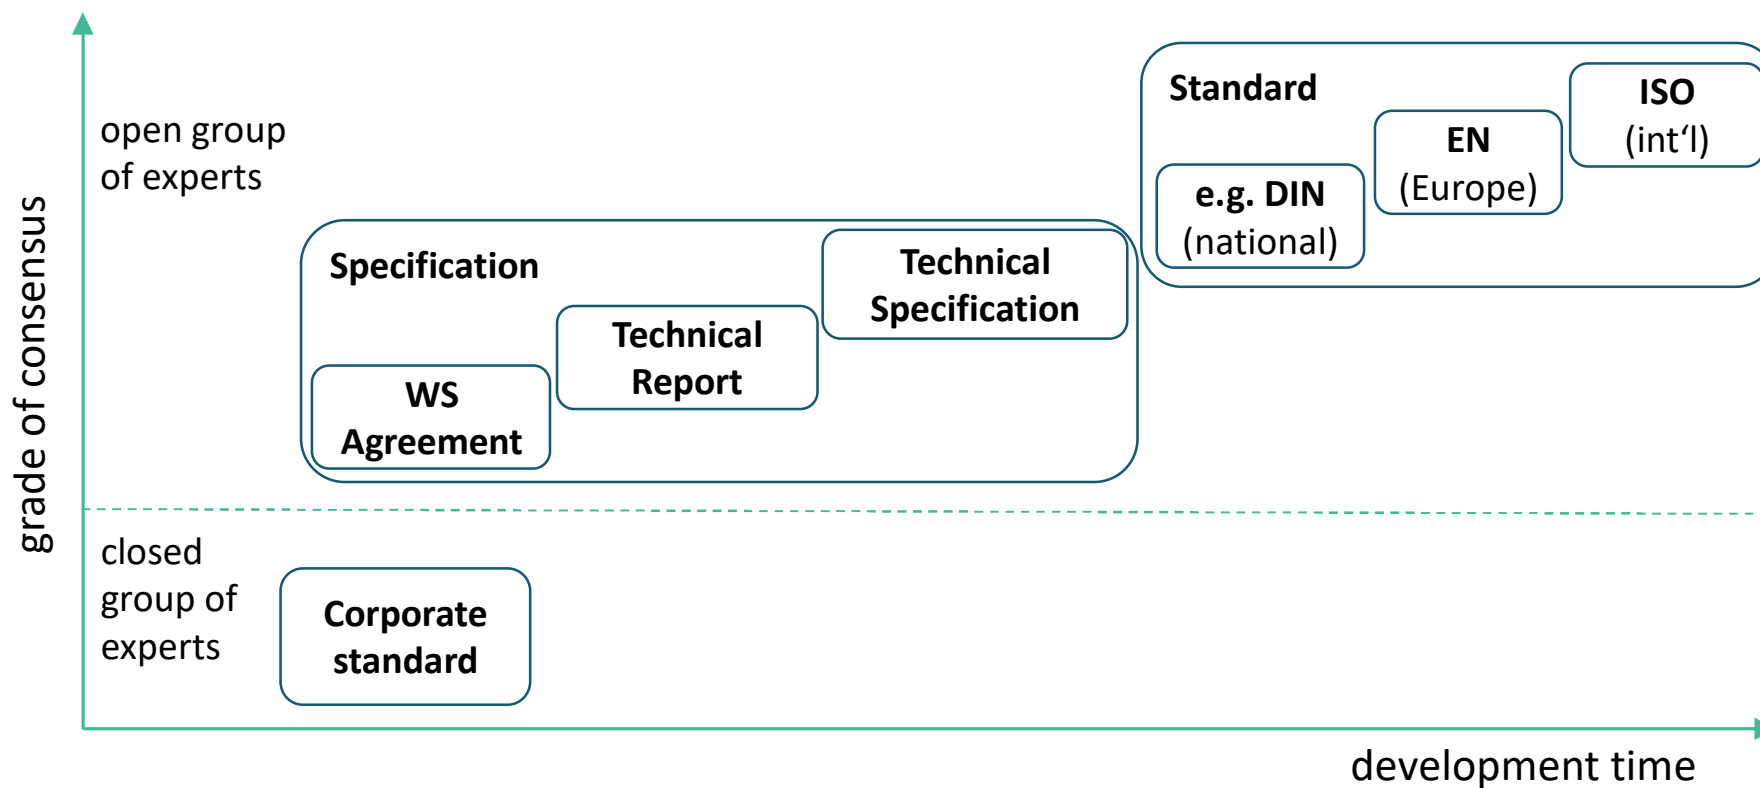 grade of consensus
open group
of experts
Standard
ISO
(int‘l)
EN
(Europe)
e.g. DIN
(national)
Specification
Technical
Specification
Technical
Report
WS
Agreement
closed
group of
experts
Corporate
standard
development time